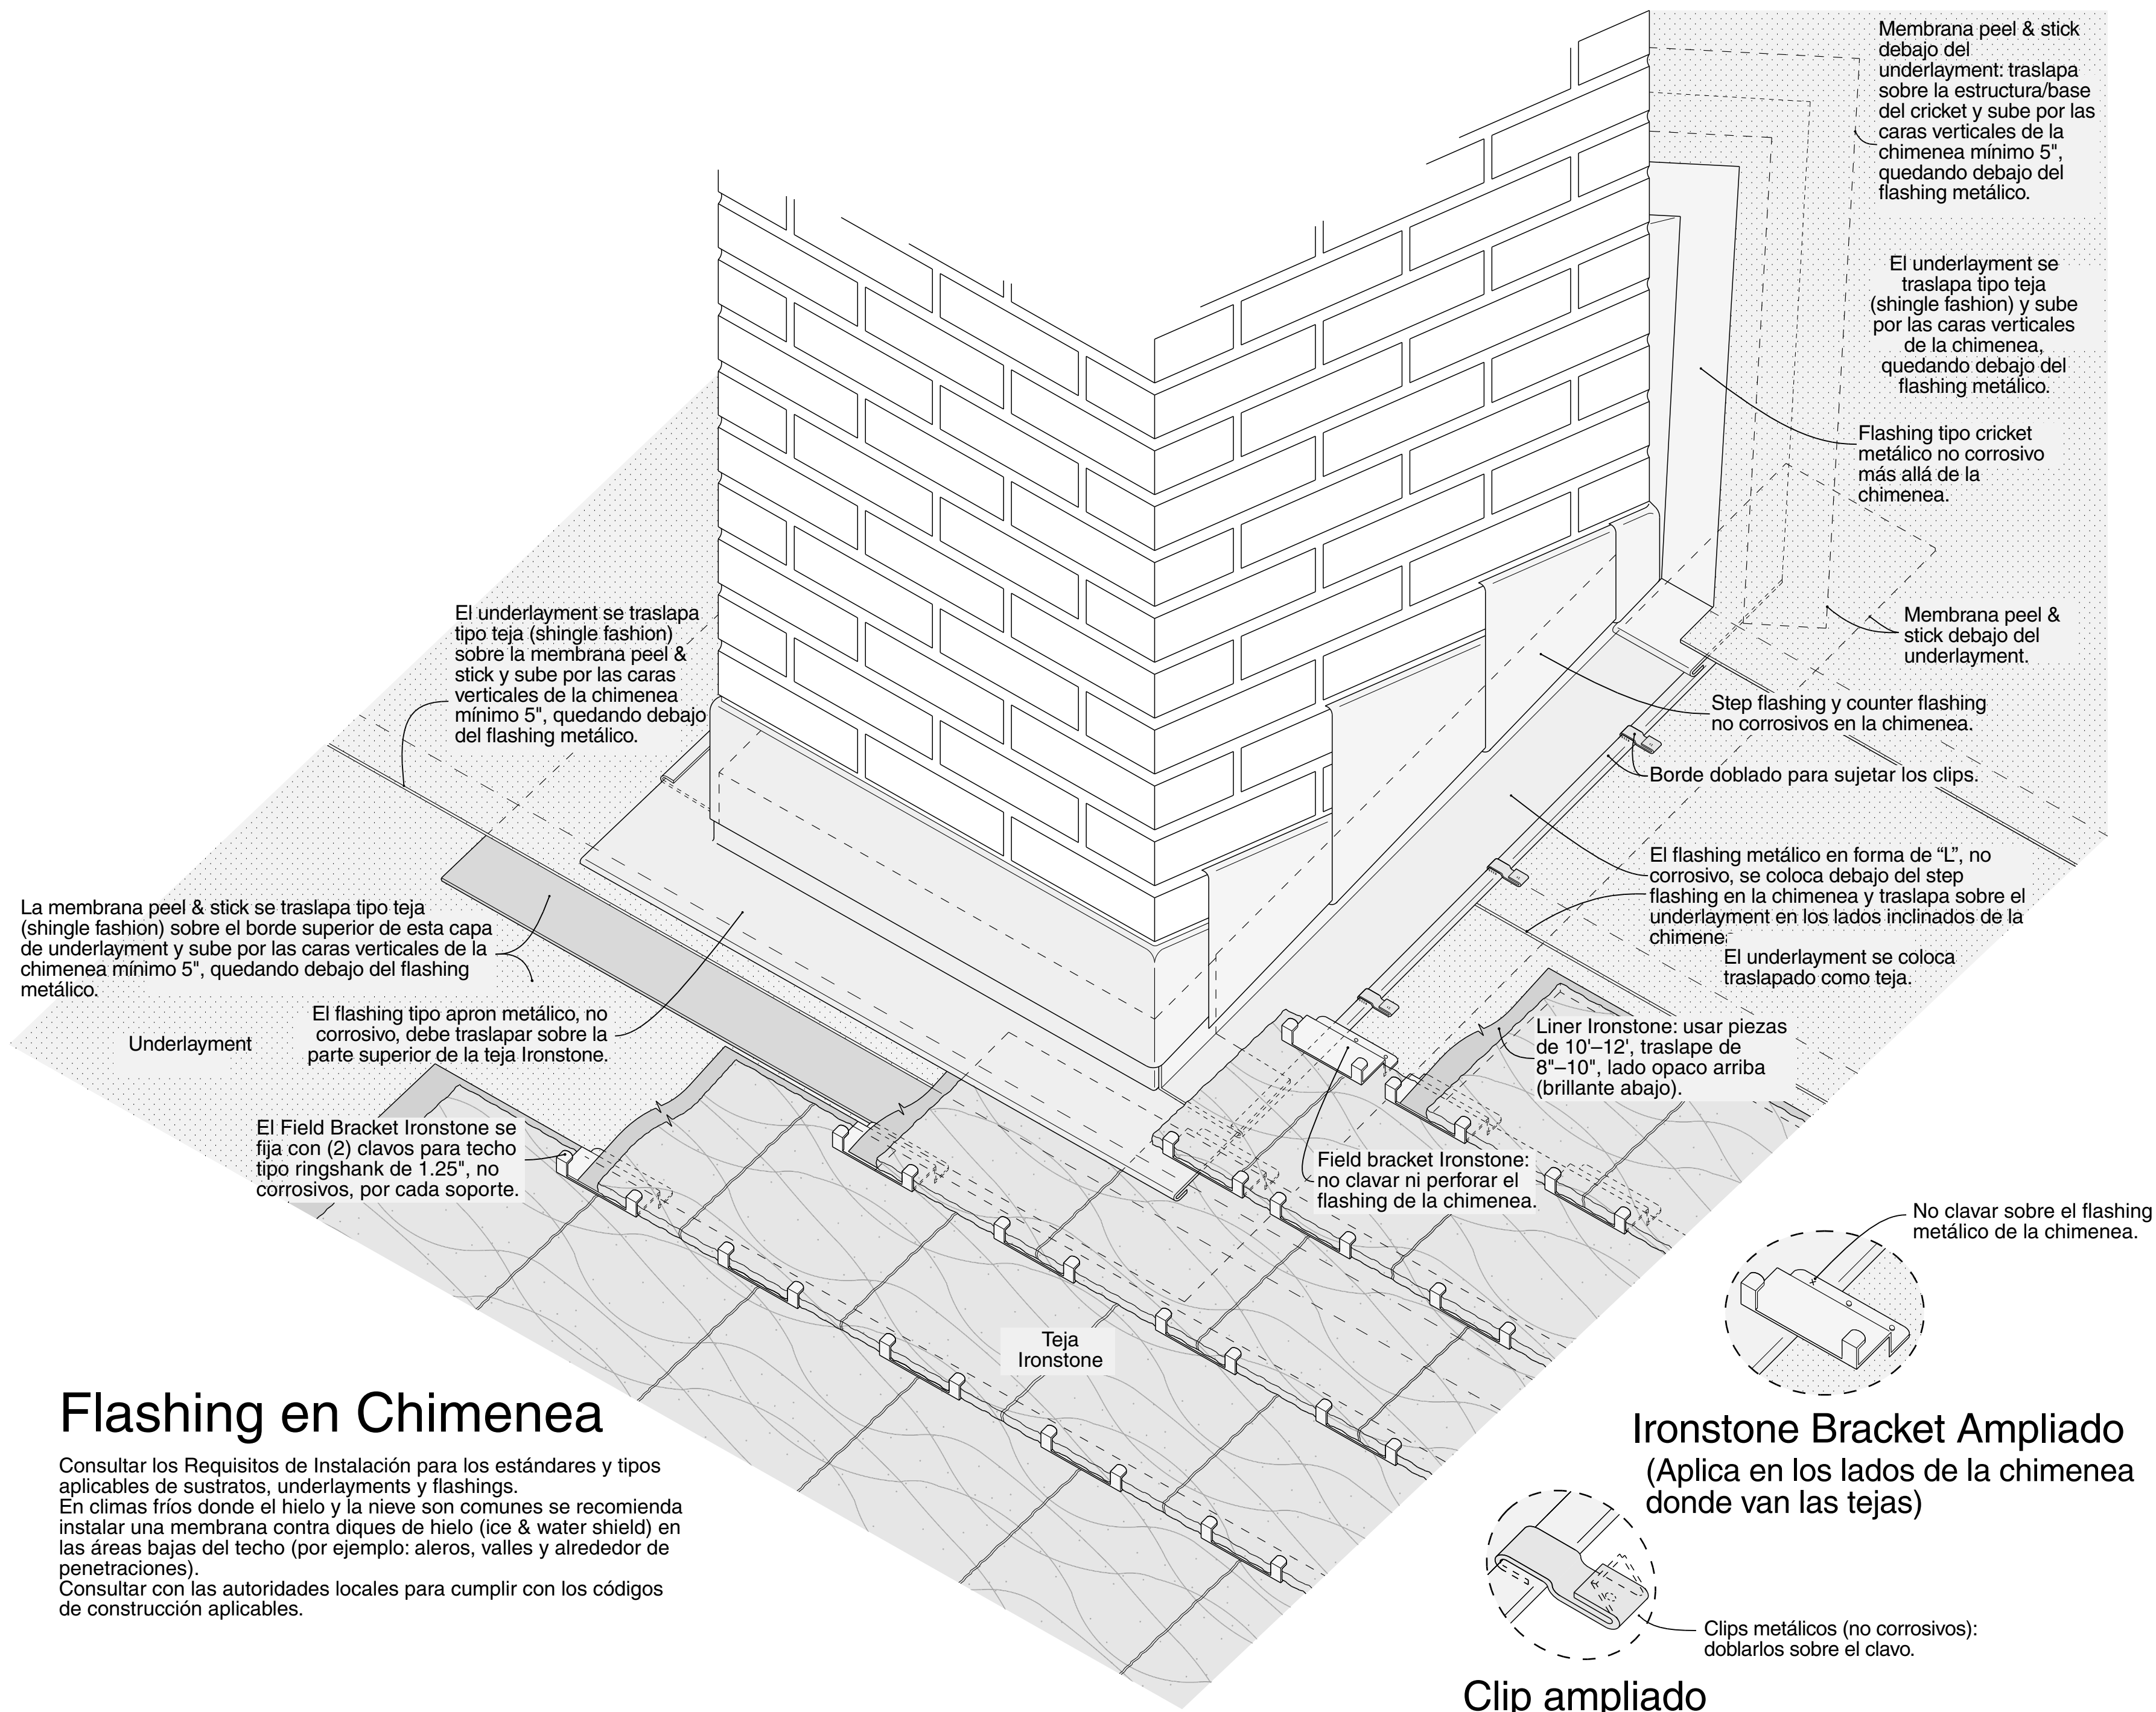 Membrana peel & stick
debajo del
underlayment: traslapa
sobre la estructura/base
del cricket y sube por las
caras verticales de la
chimenea mínimo 5",
quedando debajo del
flashing metálico.
El underlayment se
traslapa tipo teja
(shingle fashion) y sube
por las caras verticales
de la chimenea,
quedando debajo del
flashing metálico.
Flashing tipo cricket
metálico no corrosivo
más allá de la
chimenea.
Membrana peel &
stick debajo del
underlayment.
Step flashing y counter flashing
no corrosivos en la chimenea.
Borde doblado para sujetar los clips.
El flashing metálico en forma de “L”, no
corrosivo, se coloca debajo del step
flashing en la chimenea y traslapa sobre el
underlayment en los lados inclinados de la
chimene
El underlayment se coloca
traslapado como teja.
Liner Ironstone: usar piezas
de 10'–12', traslape de
8"–10", lado opaco arriba
(brillante abajo).
Field bracket Ironstone:
no clavar ni perforar el
flashing de la chimenea.
El underlayment se traslapa
tipo teja (shingle fashion)
sobre la membrana peel &
stick y sube por las caras
verticales de la chimenea
mínimo 5", quedando debajo
del flashing metálico.
La membrana peel & stick se traslapa tipo teja
(shingle fashion) sobre el borde superior de esta capa
de underlayment y sube por las caras verticales de la
chimenea mínimo 5", quedando debajo del flashing
metálico.
El flashing tipo apron metálico, no
corrosivo, debe traslapar sobre la
parte superior de la teja Ironstone.
Underlayment
El Field Bracket Ironstone se
fija con (2) clavos para techo
tipo ringshank de 1.25", no
corrosivos, por cada soporte.
Teja
Ironstone
No clavar sobre el flashing
metálico de la chimenea.
Ironstone Bracket Ampliado
(Aplica en los lados de la chimenea
donde van las tejas)
Clips metálicos (no corrosivos):
doblarlos sobre el clavo.
Clip ampliado
Flashing en Chimenea
Consultar los Requisitos de Instalación para los estándares y tipos
aplicables de sustratos, underlayments y flashings.
En climas fríos donde el hielo y la nieve son comunes se recomienda
instalar una membrana contra diques de hielo (ice & water shield) en
las áreas bajas del techo (por ejemplo: aleros, valles y alrededor de
penetraciones).
Consultar con las autoridades locales para cumplir con los códigos
de construcción aplicables.